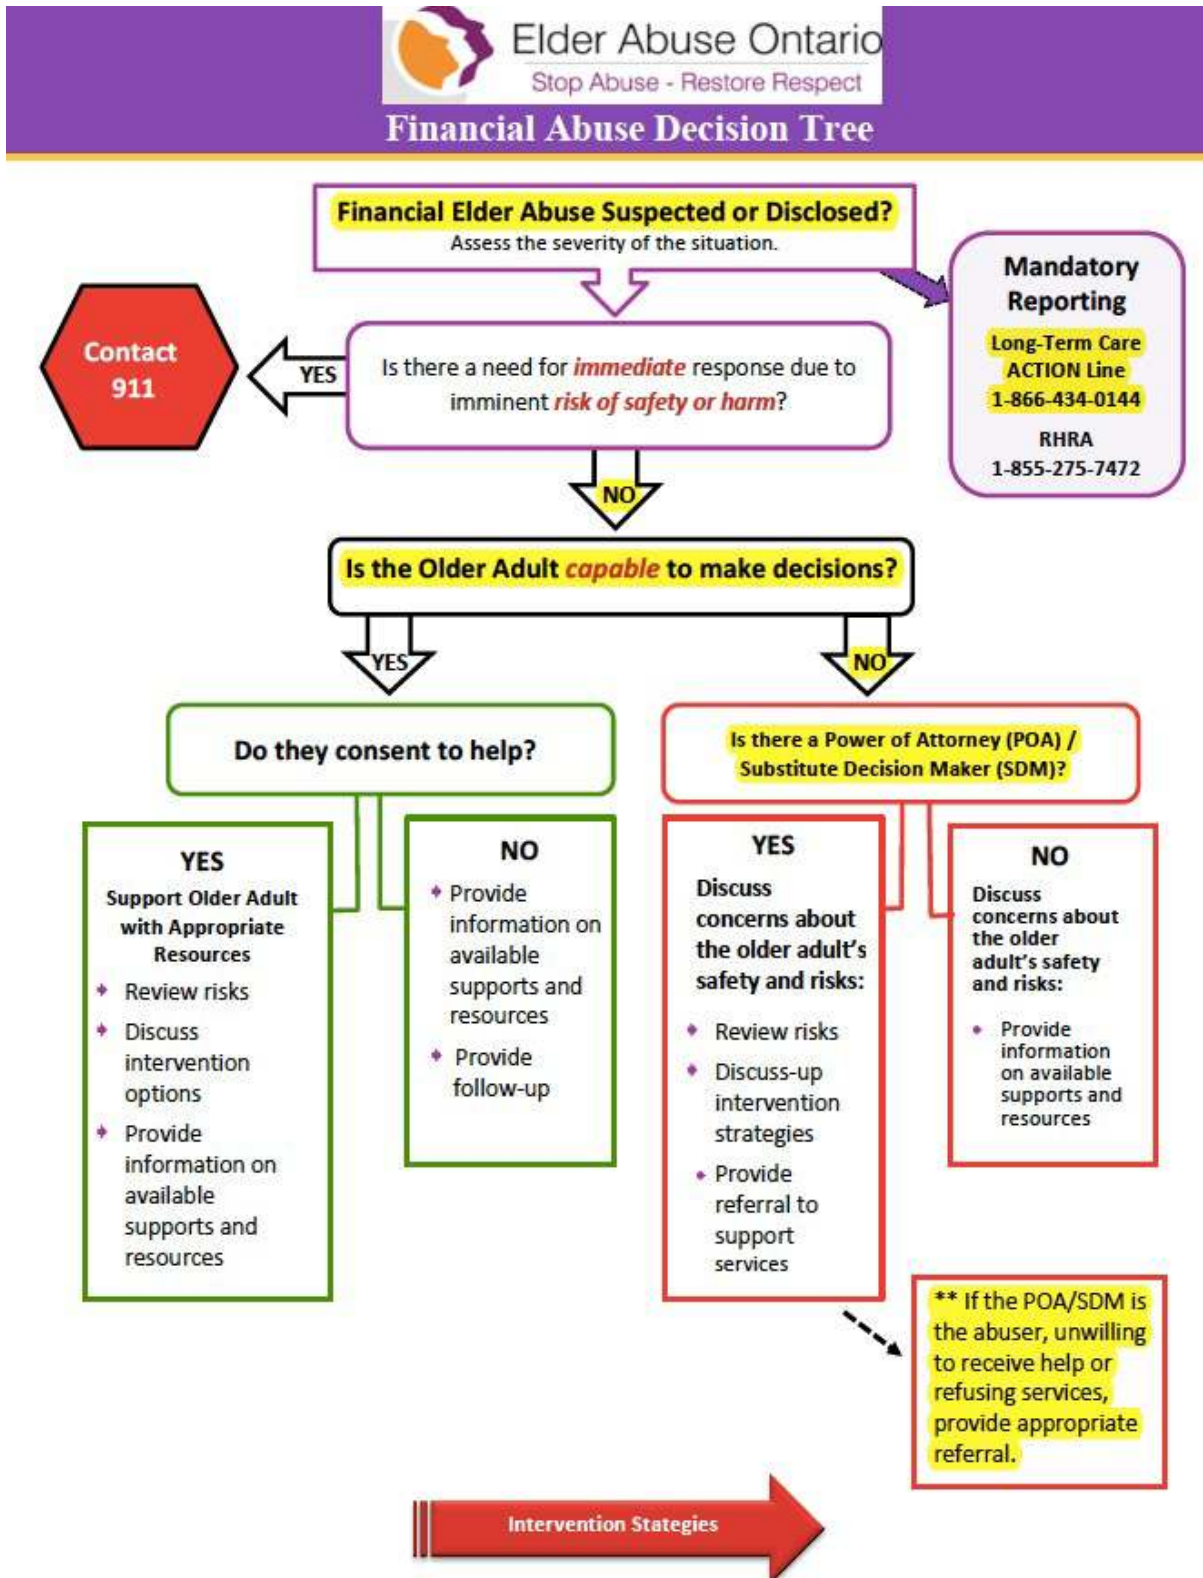 Elder Abuse Ontario
Stop Abuse - Restore Respect
Financial Abuse Decision Tree
Financial Elder Abuse Suspected or Disclosed?
Assess the severity of the situation.
Mandatory
Reporting
Long-Term Care
ACTION Line
1-866-434-0144
RHRA
1-855-275-7472
Contact
911
YES
Is there a need for immediate response due to
imminent risk of safety or harm?
NO
Is the Older Adult capable to make decisions?
YES
NO
Do they consent to help?
Is there a Power of Attorney (POA) /
Substitute Decision Maker (SDM)?
YES
Support Older Adult
with Appropriate
Resources
Review risks
Discuss
intervention
options
Provide
information on
available
supports and
resources
NO
Provide
information on
available
supports and
resources
Provide
follow-up
YES
Discuss
concerns about
the older adult's
safety and risks:
Review risks
Discuss-up
intervention
strategies
Provide
referral to
support
services
NO
Discuss
concerns about
the older
adult's safety
and risks:
Provide
information
on available
supports and
resources
** If the POA/SDM is
the abuser, unwilling
to receive help or
refusing services,
provide appropriate
referral.
Intervention Stategies